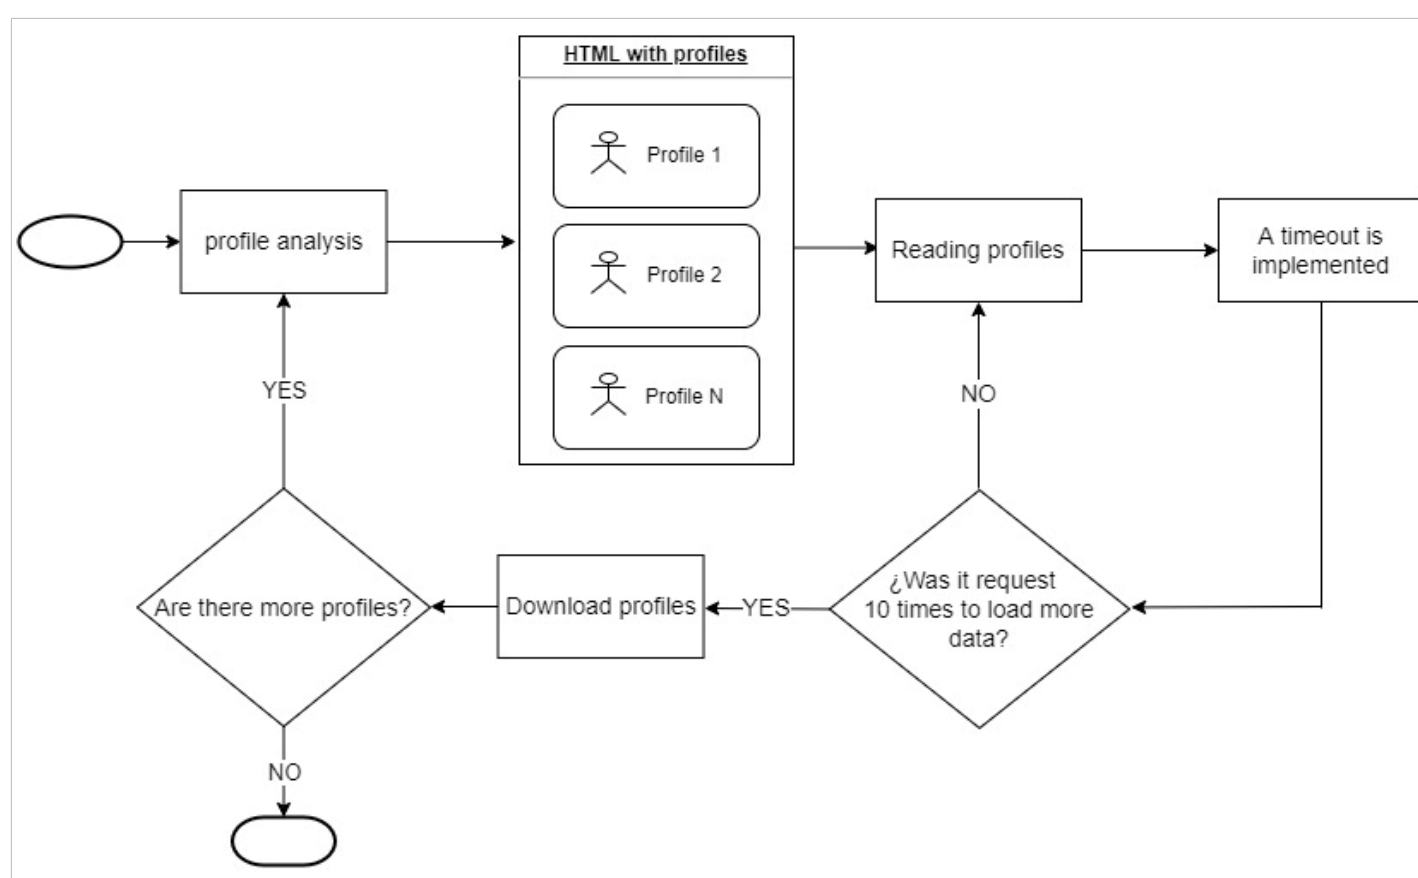 HTML with profiles
Profile 1
Profile 2
Profile N
profile analysis
Reading profiles
A timeout is
implemented
YES
NO
Are there more profiles?
Download profiles
YES
¿Was it request
10 times to load more
data?
NO